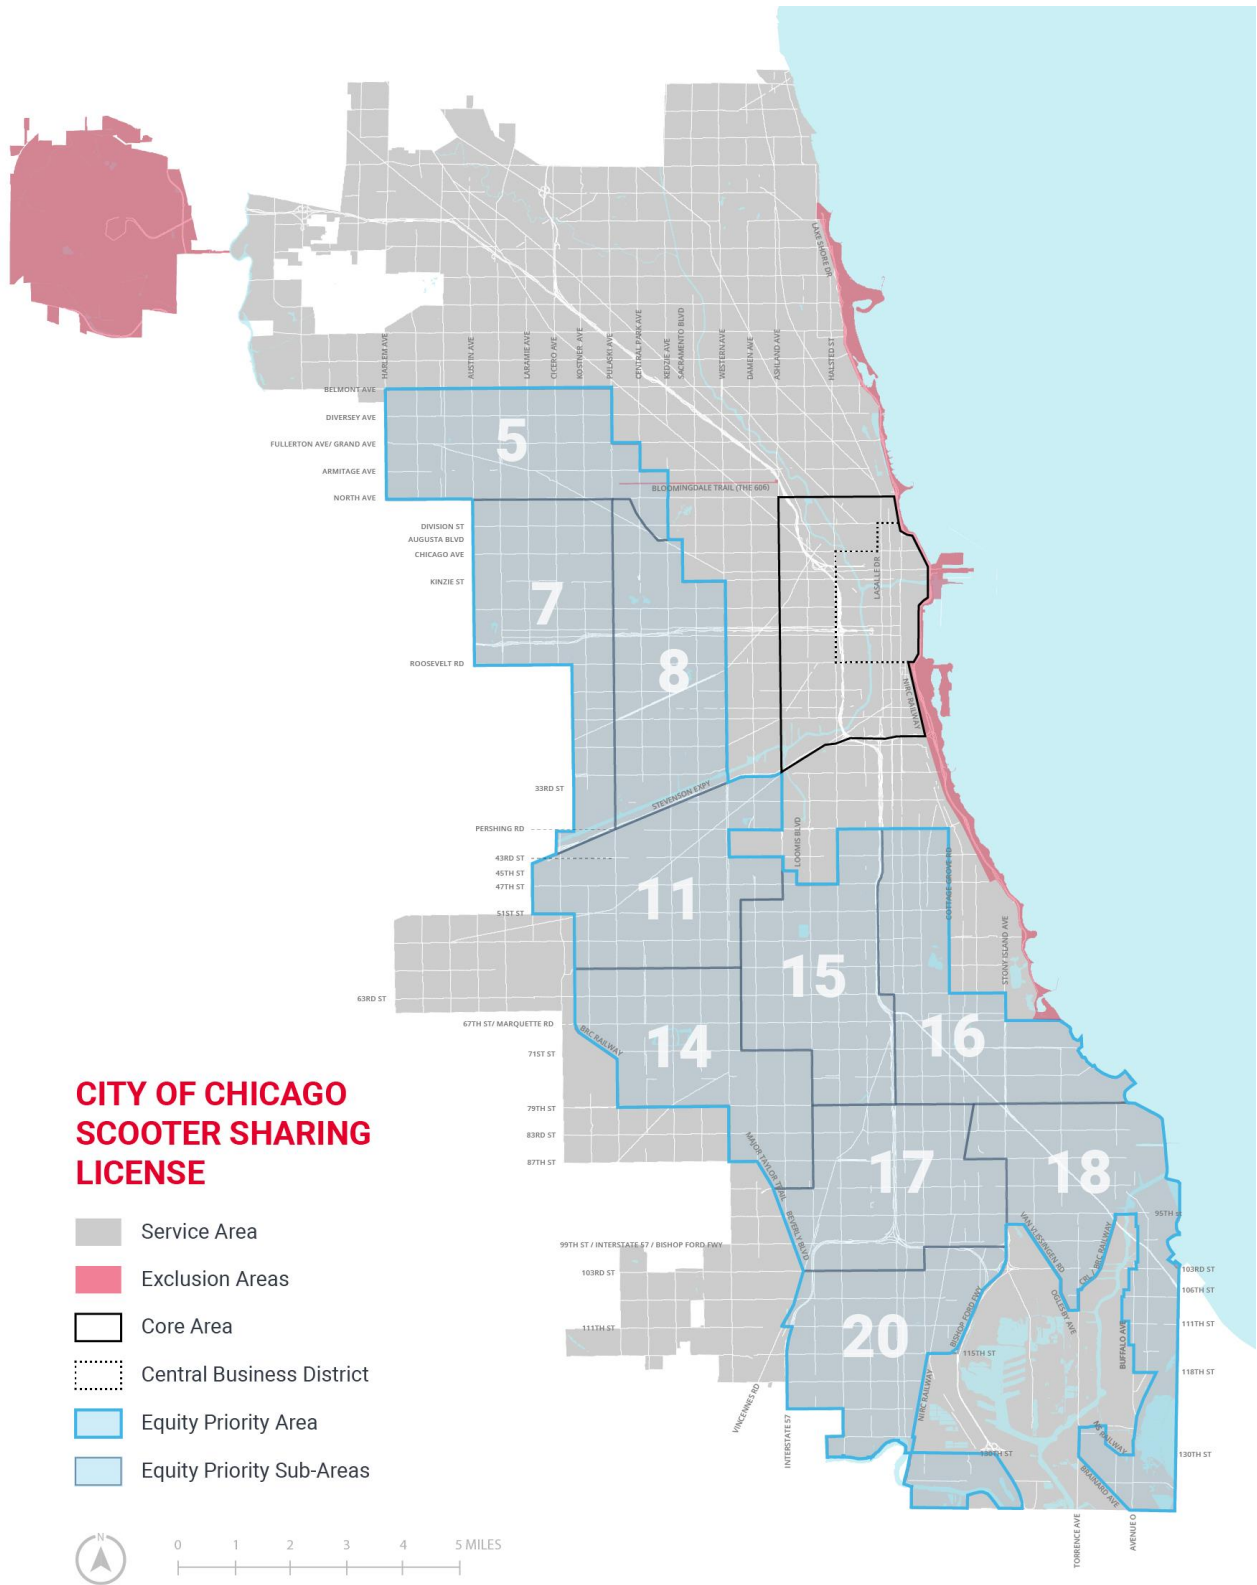 LAKE SHORE DR
HARLEM AVE
AUSTIN AVE
LARAMIE AVE
CICERO AVE
KOSTNER AVE
PULASKI AVE
CENTRAL PARK AVE
KEDZIE AVE
SACRAMENTO BLVD
WESTERN AVE
DAMEN AVE
ASHLAND AVE
HALSTED ST
BELMONT AVE
DIVERSEY AVE
5
FULLERTON AVE/ GRAND AVE
ARMITAGE AVE
BLOOMINGDALE TRAIL (THE 606)
NORTH AVE
DIVISION ST
AUGUSTA BLVD
CHICAGO AVE
KINZIE ST
LASALLE DR
7
ROOSEVELT RD
8
NIRC RAILWAY
33RD ST
STEVENSON EXPY
PERSHING RD
LOOMIS BLVD
43RD ST
45TH ST
47TH ST
COTTAGE GROVE RD
11
51ST ST
STONY ISLAND AVE
15
63RD ST
67TH ST/ MARQUETTE RD
BRC RAILWAY
14
16
71ST ST
79TH ST
83RD ST
87TH ST
MAJOR TAYLOR TRAIL
17
18
BEVERLY BLVD
95TH st
VAN VLISSINGEN RD
99TH ST / INTERSTATE 57 / BISHOP FORD FWY
103RD ST
103RD ST
OGLESBY AVE
106TH ST
BISHOP FORD FWY
111TH ST
111TH ST
20
BUFFALO AVE
115TH ST
118TH ST
NIRC RAILWAY
VINCENNES RD
INTERSTATE 57
NS RAILWAY
130TH ST
130TH ST
BRAINARD AVE
TORRENCE AVE
AVENUE O
CITY OF CHICAGO
SCOOTER SHARING
LICENSE
Service Area
Exclusion Areas
Core Area
Central Business District
Equity Priority Area
Equity Priority Sub-Areas
N
0 1 2 3 4 5 MILES